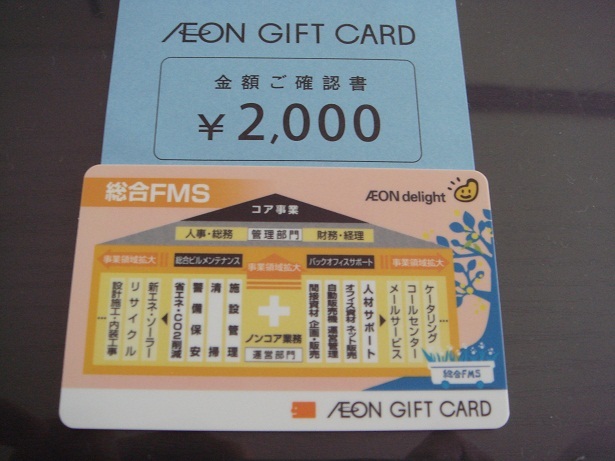 ÆON GIFT CARD
金額ご確認書
¥2,000
総合FMS
ÆON delight
コア事業
人事・総務 管理部門 財務・経理
事業領域拡大 総合ビルメンテナンス 事業領域拡大 バックオフィスサポート 事業領域拡大
設計施工・内装工事
リサイクル
新エネ・ソーラー
省エネ・CO2削減
警備保安
清掃
施設管理
ノンコア業務
運営部門
間接資材 企画・販売
自動販売機 運営管理
オフィス資材 ネット販売
人材サポート
メールサービス
コールセンター
ケータリング
総合FMS
ÆON GIFT CARD